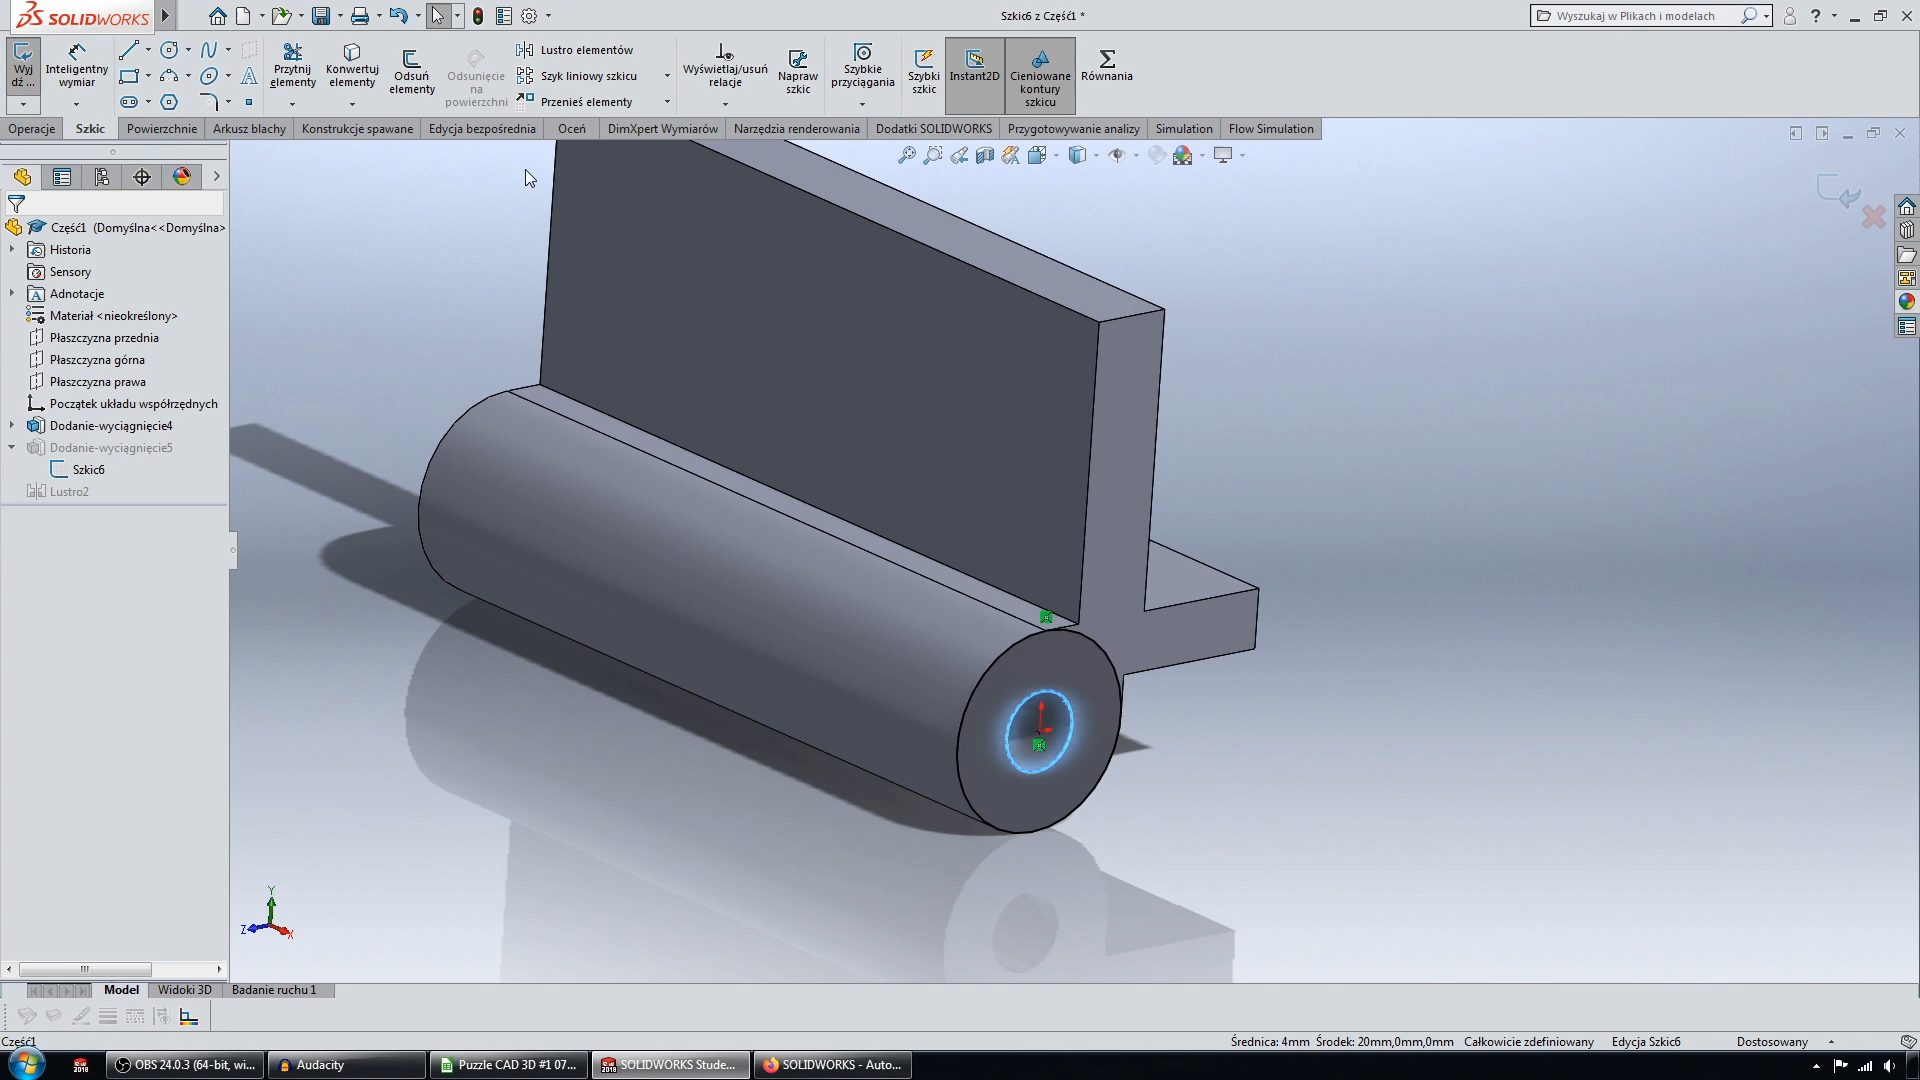 SOLIDWORKS
Szkic6 z Część1 *
Wyszukaj w Plikach i modelach
?
Wyj
dź ...
Inteligentny
wymiar
Przytnij
elementy
Konwertuj
elementy
Odsuń
elementy
Odsunięcie
na
powierzchni
Lustro elementów
Szyk liniowy szkicu
Przenieś elementy
Wyświetlaj/usuń
relacje
Napraw
szkic
Szybkie
przyciągania
Szybki
szkic
Instant2D
Cieniowane
kontury
szkicu
Równania
Operacje
Szkic
Powierzchnie
Arkusz blachy
Konstrukcje spawane
Edycja bezpośrednia
Oceń
DimXpert Wymiarów
Narzędzia renderowania
Dodatki SOLIDWORKS
Przygotowywanie analizy
Simulation
Flow Simulation
Część1 (Domyślna<<Domyślna>
Historia
Sensory
Adnotacje
Materiał <nieokreślony>
Płaszczyzna przednia
Płaszczyzna górna
Płaszczyzna prawa
Początek układu współrzędnych
Dodanie-wyciągnięcie4
Dodanie-wyciągnięcie5
Szkic6
Lustro2
Y
Z
X
Model
Widoki 3D
Badanie ruchu 1
Część1
Średnica: 4mm Środek: 20mm,0mm,0mm
Całkowicie zdefiniowany
Edycja Szkic6
Dostosowany
OBS 24.0.3 (64-bit, wi...
Audacity
Puzzle CAD 3D #1 07...
SOLIDWORKS Stude...
SOLIDWORKS - Auto...